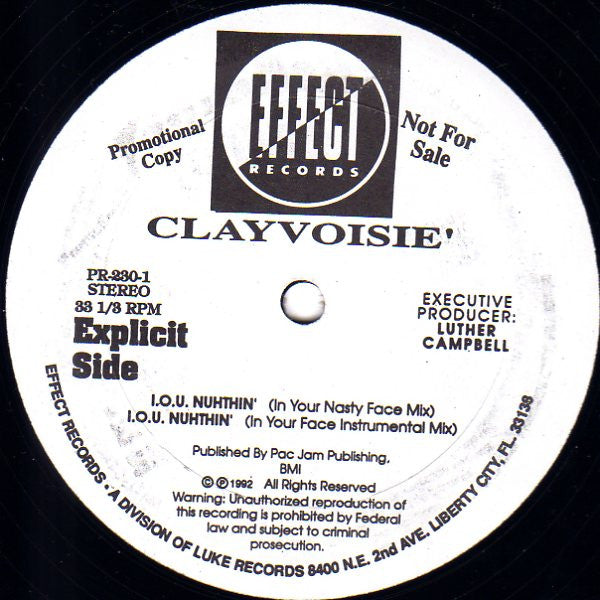 EFFECT
RECORDS
Promotional
Copy
Not For
Sale
CLAYVOISIE'
PR-230-1
STEREO
33 1/3 RPM
Explicit
Side
EXECUTIVE
PRODUCER:
LUTHER
CAMPBELL
I.O.U. NUHTHIN' (In Your Nasty Face Mix)
I.O.U. NUHTHIN' (In Your Face Instrumental Mix)
Published By Pac Jam Publishing,
BMI
© ℗ 1992 All Rights Reserved
Warning: Unauthorized reproduction of
this recording is prohibited by Federal
law and subject to criminal
prosecution.
EFFECT RECORDS • A DIVISION OF LUKE RECORDS 8400 N.E. 2nd AVE. LIBERTY CITY, FL. 33138